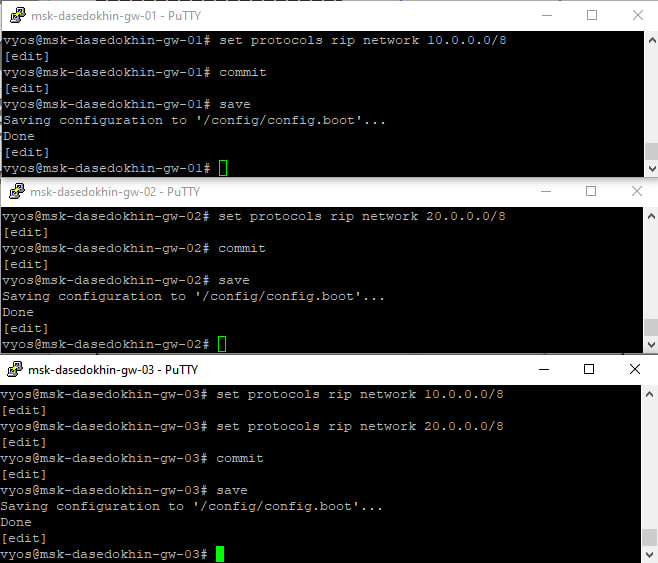 msk-dasedokhin-gw-01 - PuTTY
vyos@msk-dasedokhin-gw-01# set protocols rip network 10.0.0.0/8
[edit]
vyos@msk-dasedokhin-gw-01# commit
[edit]
vyos@msk-dasedokhin-gw-01# save
Saving configuration to '/config/config.boot'...
Done
[edit]
vyos@msk-dasedokhin-gw-01#
msk-dasedokhin-gw-02 - PuTTY
vyos@msk-dasedokhin-gw-02# set protocols rip network 20.0.0.0/8
[edit]
vyos@msk-dasedokhin-gw-02# commit
[edit]
vyos@msk-dasedokhin-gw-02# save
Saving configuration to '/config/config.boot'...
Done
[edit]
vyos@msk-dasedokhin-gw-02#
msk-dasedokhin-gw-03 - PuTTY
vyos@msk-dasedokhin-gw-03# set protocols rip network 10.0.0.0/8
[edit]
vyos@msk-dasedokhin-gw-03# set protocols rip network 20.0.0.0/8
[edit]
vyos@msk-dasedokhin-gw-03# commit
[edit]
vyos@msk-dasedokhin-gw-03# save
Saving configuration to '/config/config.boot'...
Done
[edit]
vyos@msk-dasedokhin-gw-03#